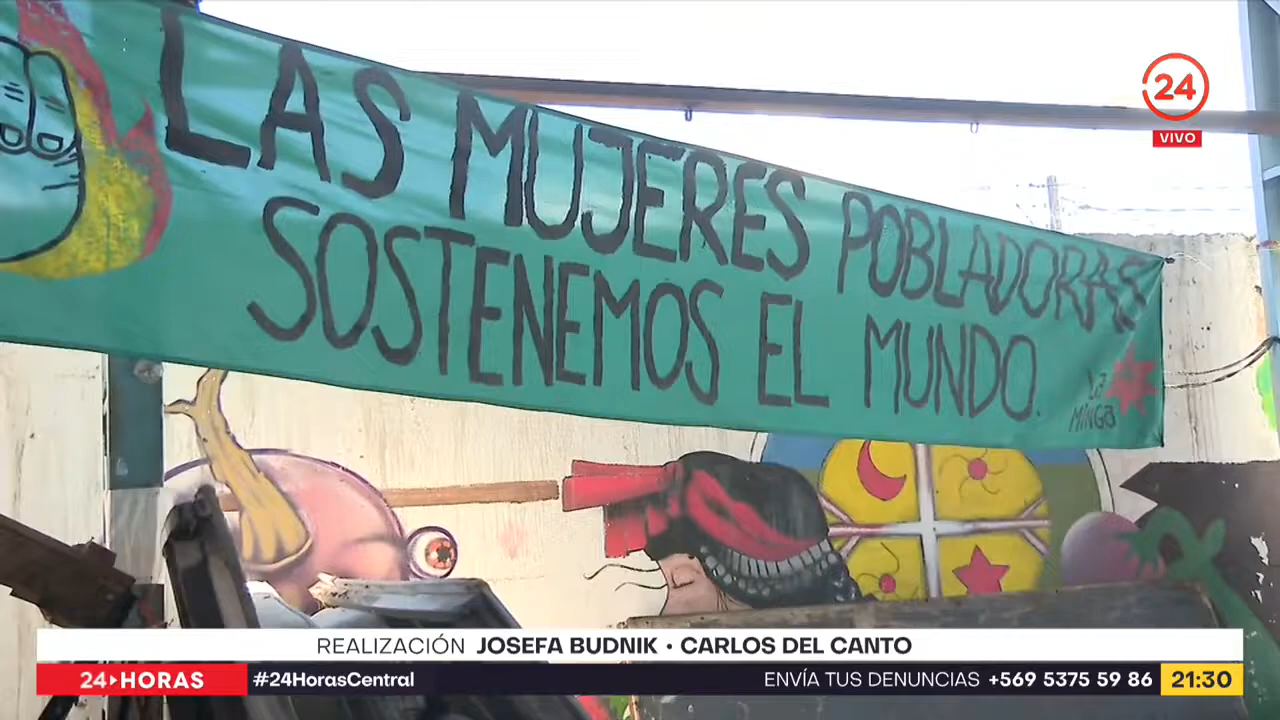 LAS MUJERES POBLADORAS
SOSTENEMOS EL MUNDO.
LA MINGA
24
VIVO
REALIZACIÓN JOSEFA BUDNIK • CARLOS DEL CANTO
24 HORAS
#24HorasCentral
ENVÍA TUS DENUNCIAS +569 5375 59 86
21:30